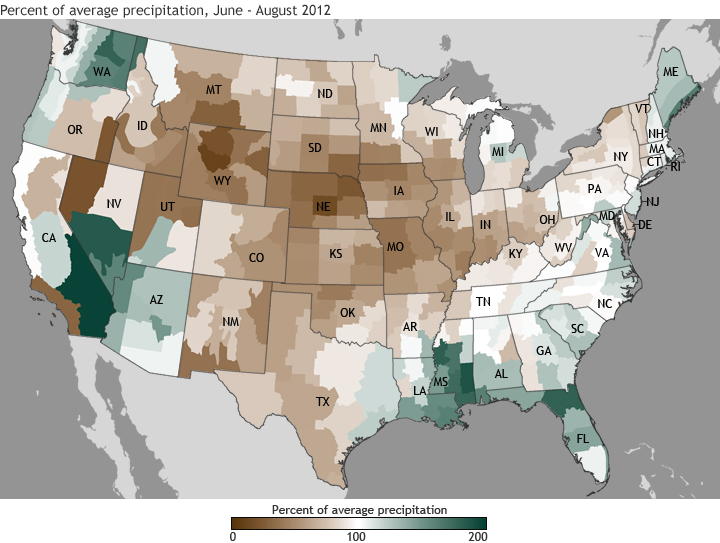 Percent of average precipitation, June - August 2012
WA
ME
MT
ND
VT
OR
ID
MN
WI
NH
MA
SD
MI
NY
CT
RI
WY
IA
PA
NJ
NV
UT
NE
IL
IN
OH
MD
DE
CA
CO
KS
MO
KY
WV
VA
AZ
NM
OK
TN
NC
AR
SC
GA
MS
AL
LA
TX
FL
Percent of average precipitation
0 100 200